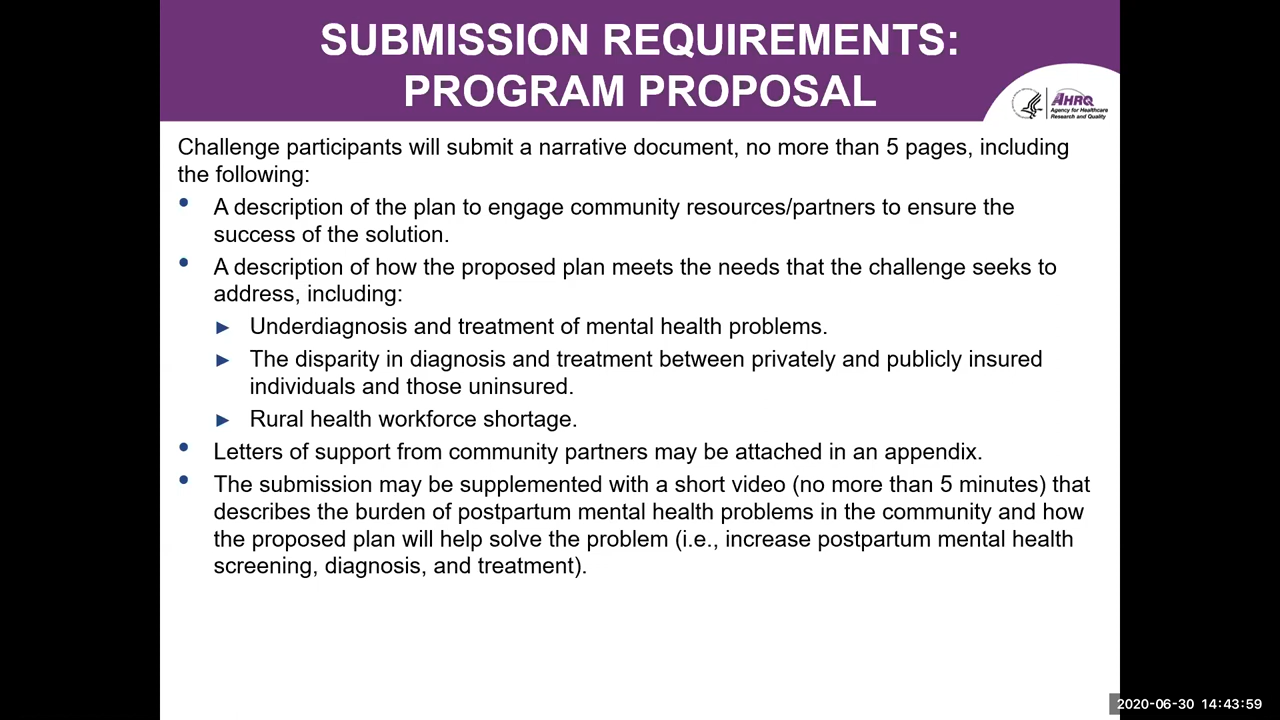 SUBMISSION REQUIREMENTS:
PROGRAM PROPOSAL
AHRQ
Agency for Healthcare
Research and Quality
Challenge participants will submit a narrative document, no more than 5 pages, including
the following:
• A description of the plan to engage community resources/partners to ensure the
success of the solution.
• A description of how the proposed plan meets the needs that the challenge seeks to
address, including:
► Underdiagnosis and treatment of mental health problems.
► The disparity in diagnosis and treatment between privately and publicly insured
individuals and those uninsured.
► Rural health workforce shortage.
• Letters of support from community partners may be attached in an appendix.
• The submission may be supplemented with a short video (no more than 5 minutes) that
describes the burden of postpartum mental health problems in the community and how
the proposed plan will help solve the problem (i.e., increase postpartum mental health
screening, diagnosis, and treatment).
2020-06-30 14:43:59